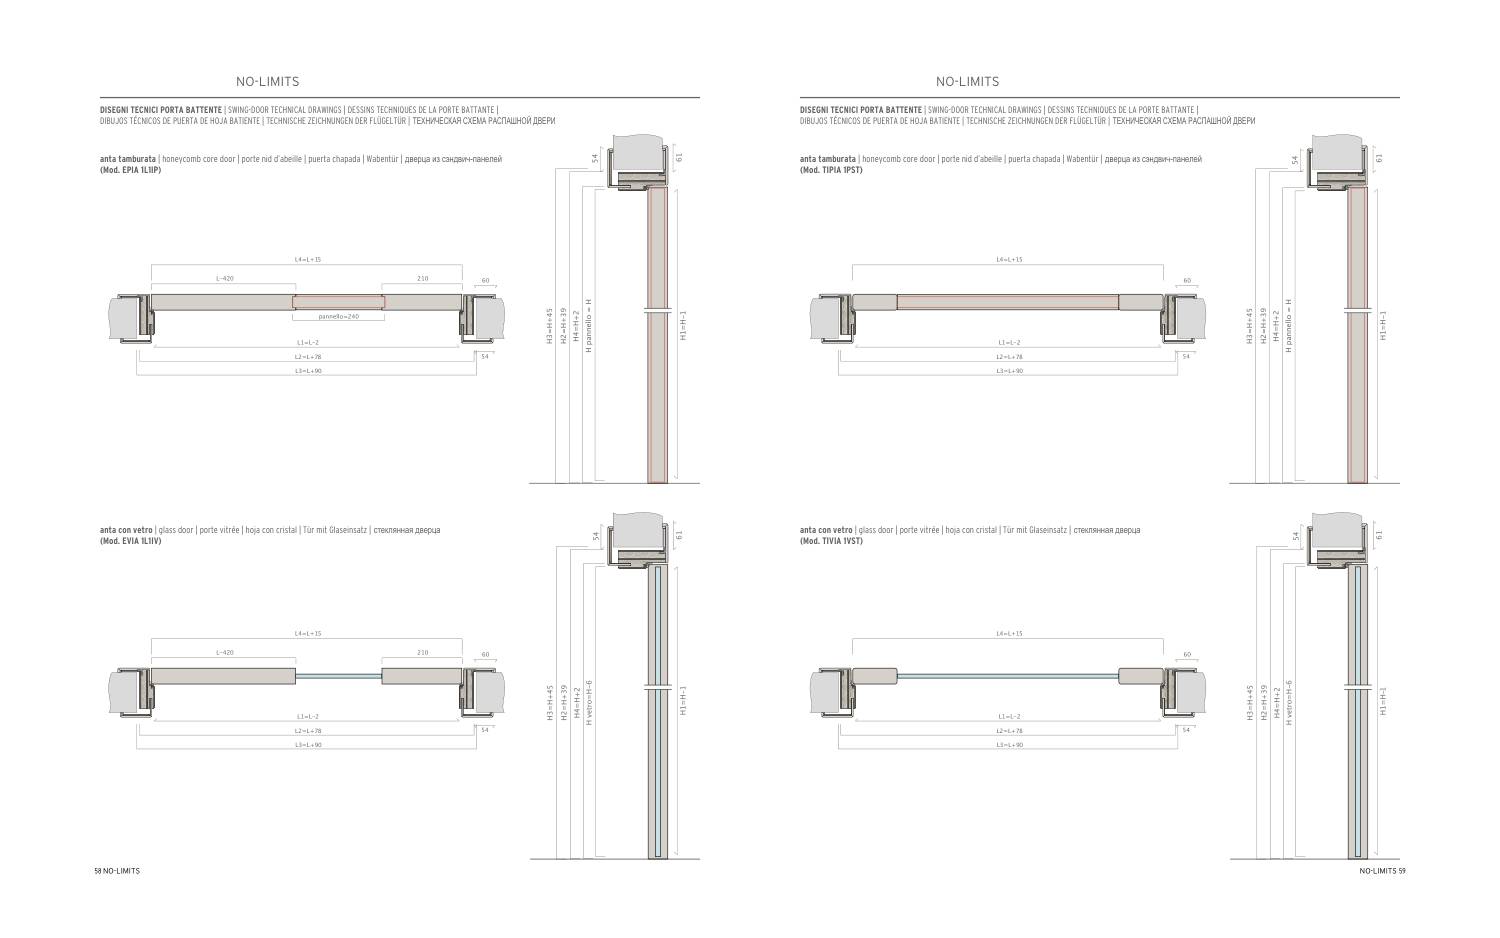 NO-LIMITS
DISEGNI TECNICI PORTA BATTENTE | SWING-DOOR TECHNICAL DRAWINGS | DESSINS TECHNIQUES DE LA PORTE BATTANTE |
DIBUJOS TÉCNICOS DE PUERTA DE HOJA BATIENTE | TECHNISCHE ZEICHNUNGEN DER FLÜGELTÜR | ТЕХНИЧЕСКАЯ СХЕМА РАСПАШНОЙ ДВЕРИ
anta tamburata | honeycomb core door | porte nid d'abeille | puerta chapada | Wabentür | дверца из сэндвич-панелей
(Mod. EPIA 1L1IP)
54
61
L4=L+15
L-420
210
60
pannello=240
L1=L-2
L2=L+78
54
L3=L+90
H3=H+45
H2=H+39
H4=H+2
H pannello = H
H1=H-1
anta con vetro | glass door | porte vitrée | hoja con cristal | Tür mit Glaseinsatz | стеклянная дверца
(Mod. EVIA 1L1IV)
54
61
L4=L+15
L-420
210
60
L1=L-2
L2=L+78
54
L3=L+90
H3=H+45
H2=H+39
H4=H+2
H vetro=H-6
H1=H-1
58 NO-LIMITS
NO-LIMITS
DISEGNI TECNICI PORTA BATTENTE | SWING-DOOR TECHNICAL DRAWINGS | DESSINS TECHNIQUES DE LA PORTE BATTANTE |
DIBUJOS TÉCNICOS DE PUERTA DE HOJA BATIENTE | TECHNISCHE ZEICHNUNGEN DER FLÜGELTÜR | ТЕХНИЧЕСКАЯ СХЕМА РАСПАШНОЙ ДВЕРИ
anta tamburata | honeycomb core door | porte nid d'abeille | puerta chapada | Wabentür | дверца из сэндвич-панелей
(Mod. TIPIA 1PST)
54
61
L4=L+15
60
L1=L-2
L2=L+78
54
L3=L+90
H3=H+45
H2=H+39
H4=H+2
H pannello = H
H1=H-1
anta con vetro | glass door | porte vitrée | hoja con cristal | Tür mit Glaseinsatz | стеклянная дверца
(Mod. TIVIA 1VST)
54
61
L4=L+15
60
L1=L-2
L2=L+78
54
L3=L+90
H3=H+45
H2=H+39
H4=H+2
H vetro=H-6
H1=H-1
NO-LIMITS 59